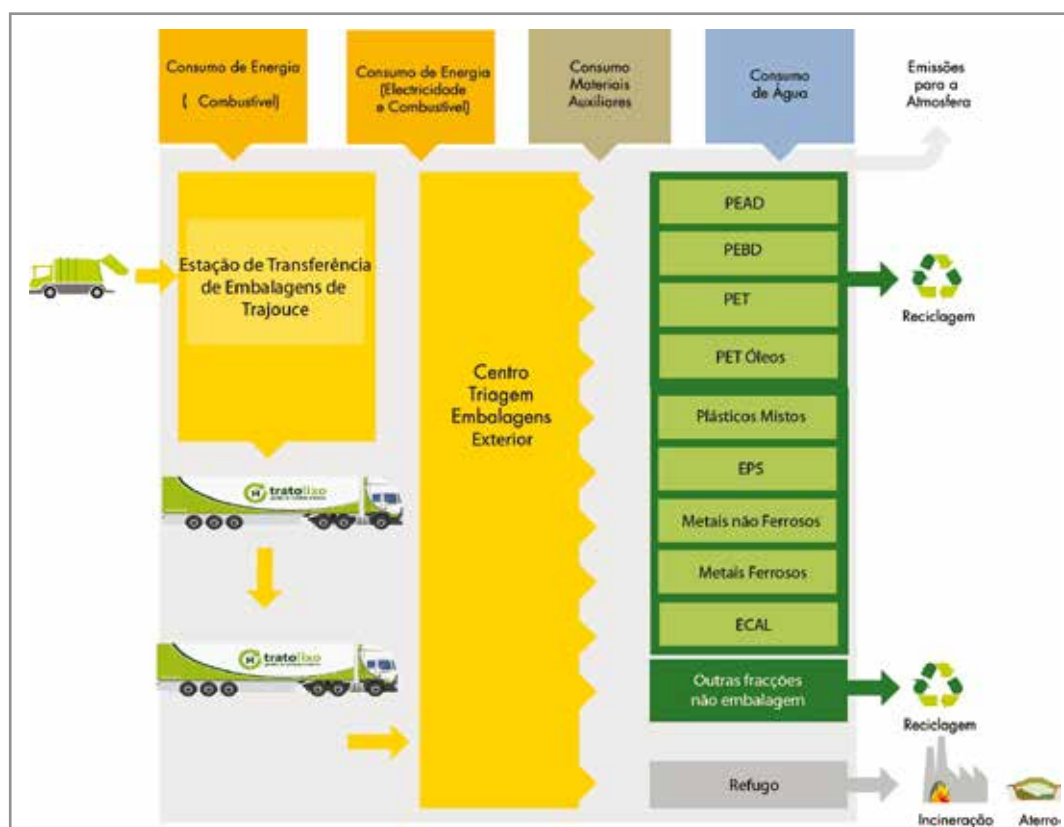 Consumo de Energia
( Combustível)
Consumo de Energia
(Electricidade
e Combustível)
Consumo
Materiais
Auxiliares
Consumo
de Água
Emissões
para a
Atmosfera
Estação de Transferência
de Embalagens de
Trajouce
Centro
Triagem
Embalagens
Exterior
PEAD
PEBD
PET
PET Óleos
Plásticos Mistos
EPS
Metais não Ferrosos
Metais Ferrosos
ECAL
Reciclagem
tratolixo
tratolixo
Outras fracções
não embalagem
Reciclagem
Refugo
Incineração
Aterro